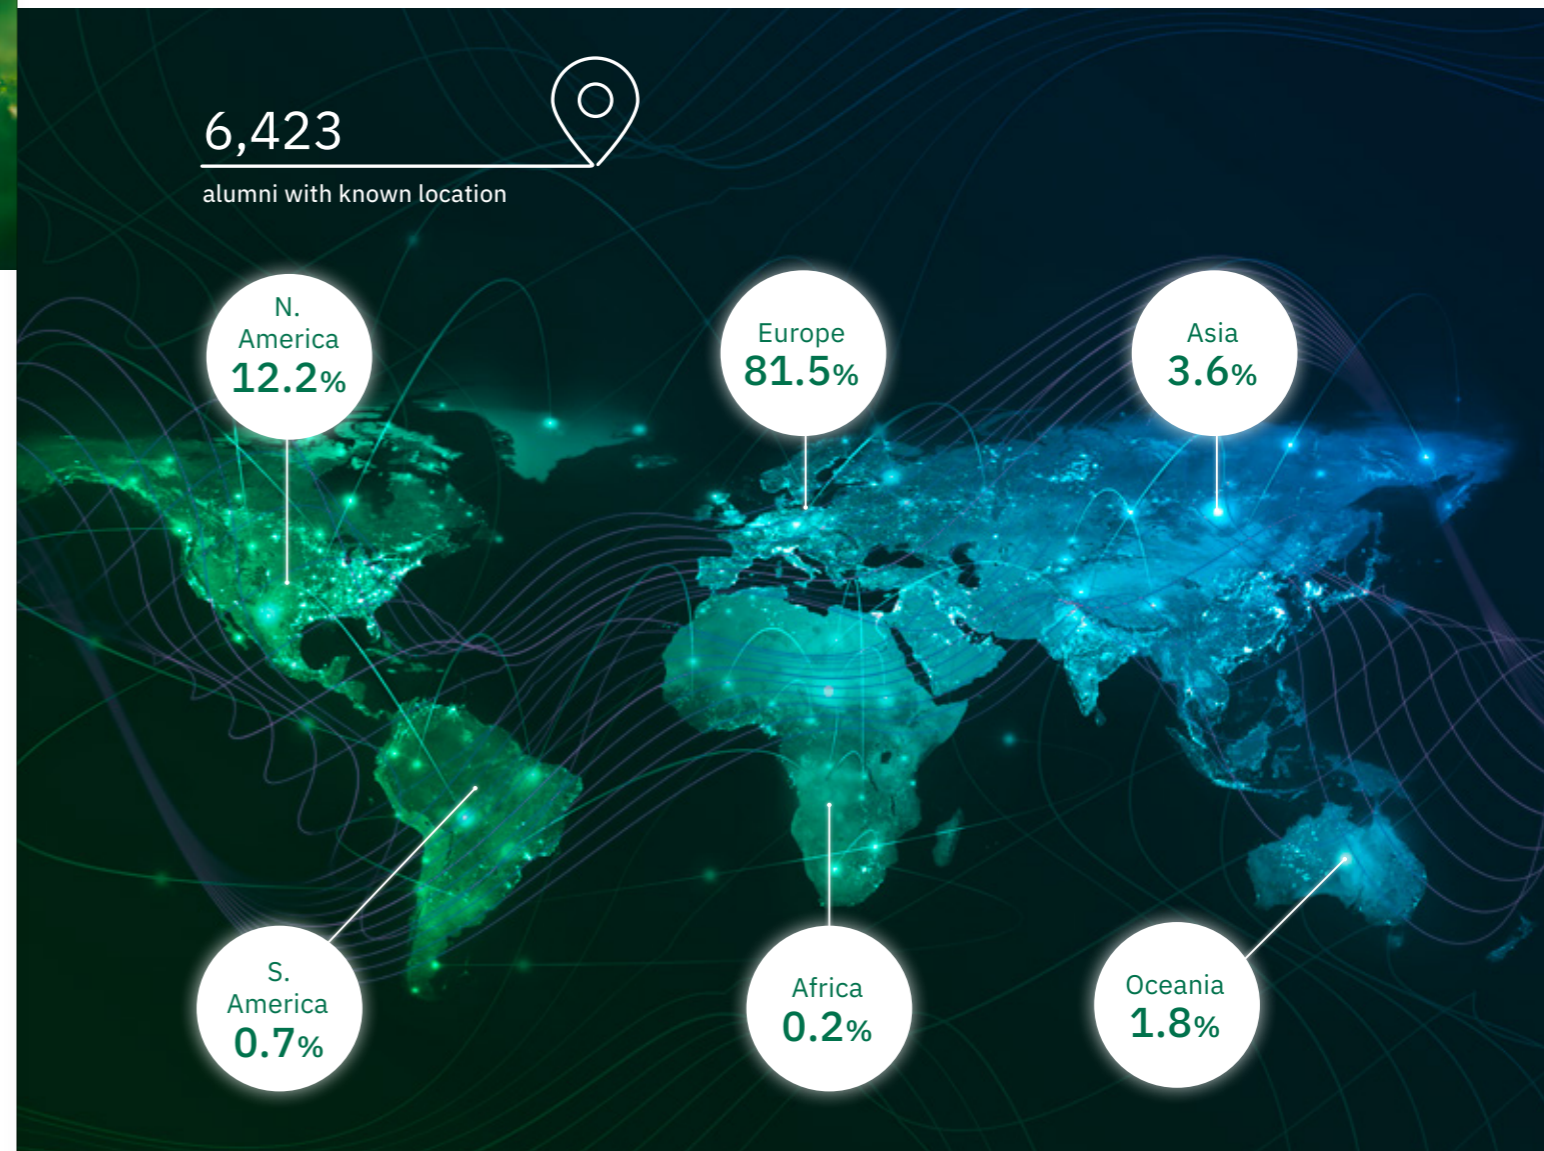 6,423
alumni with known location
N.
America
12.2%
Europe
81.5%
Asia
3.6%
S.
America
0.7%
Africa
0.2%
Oceania
1.8%